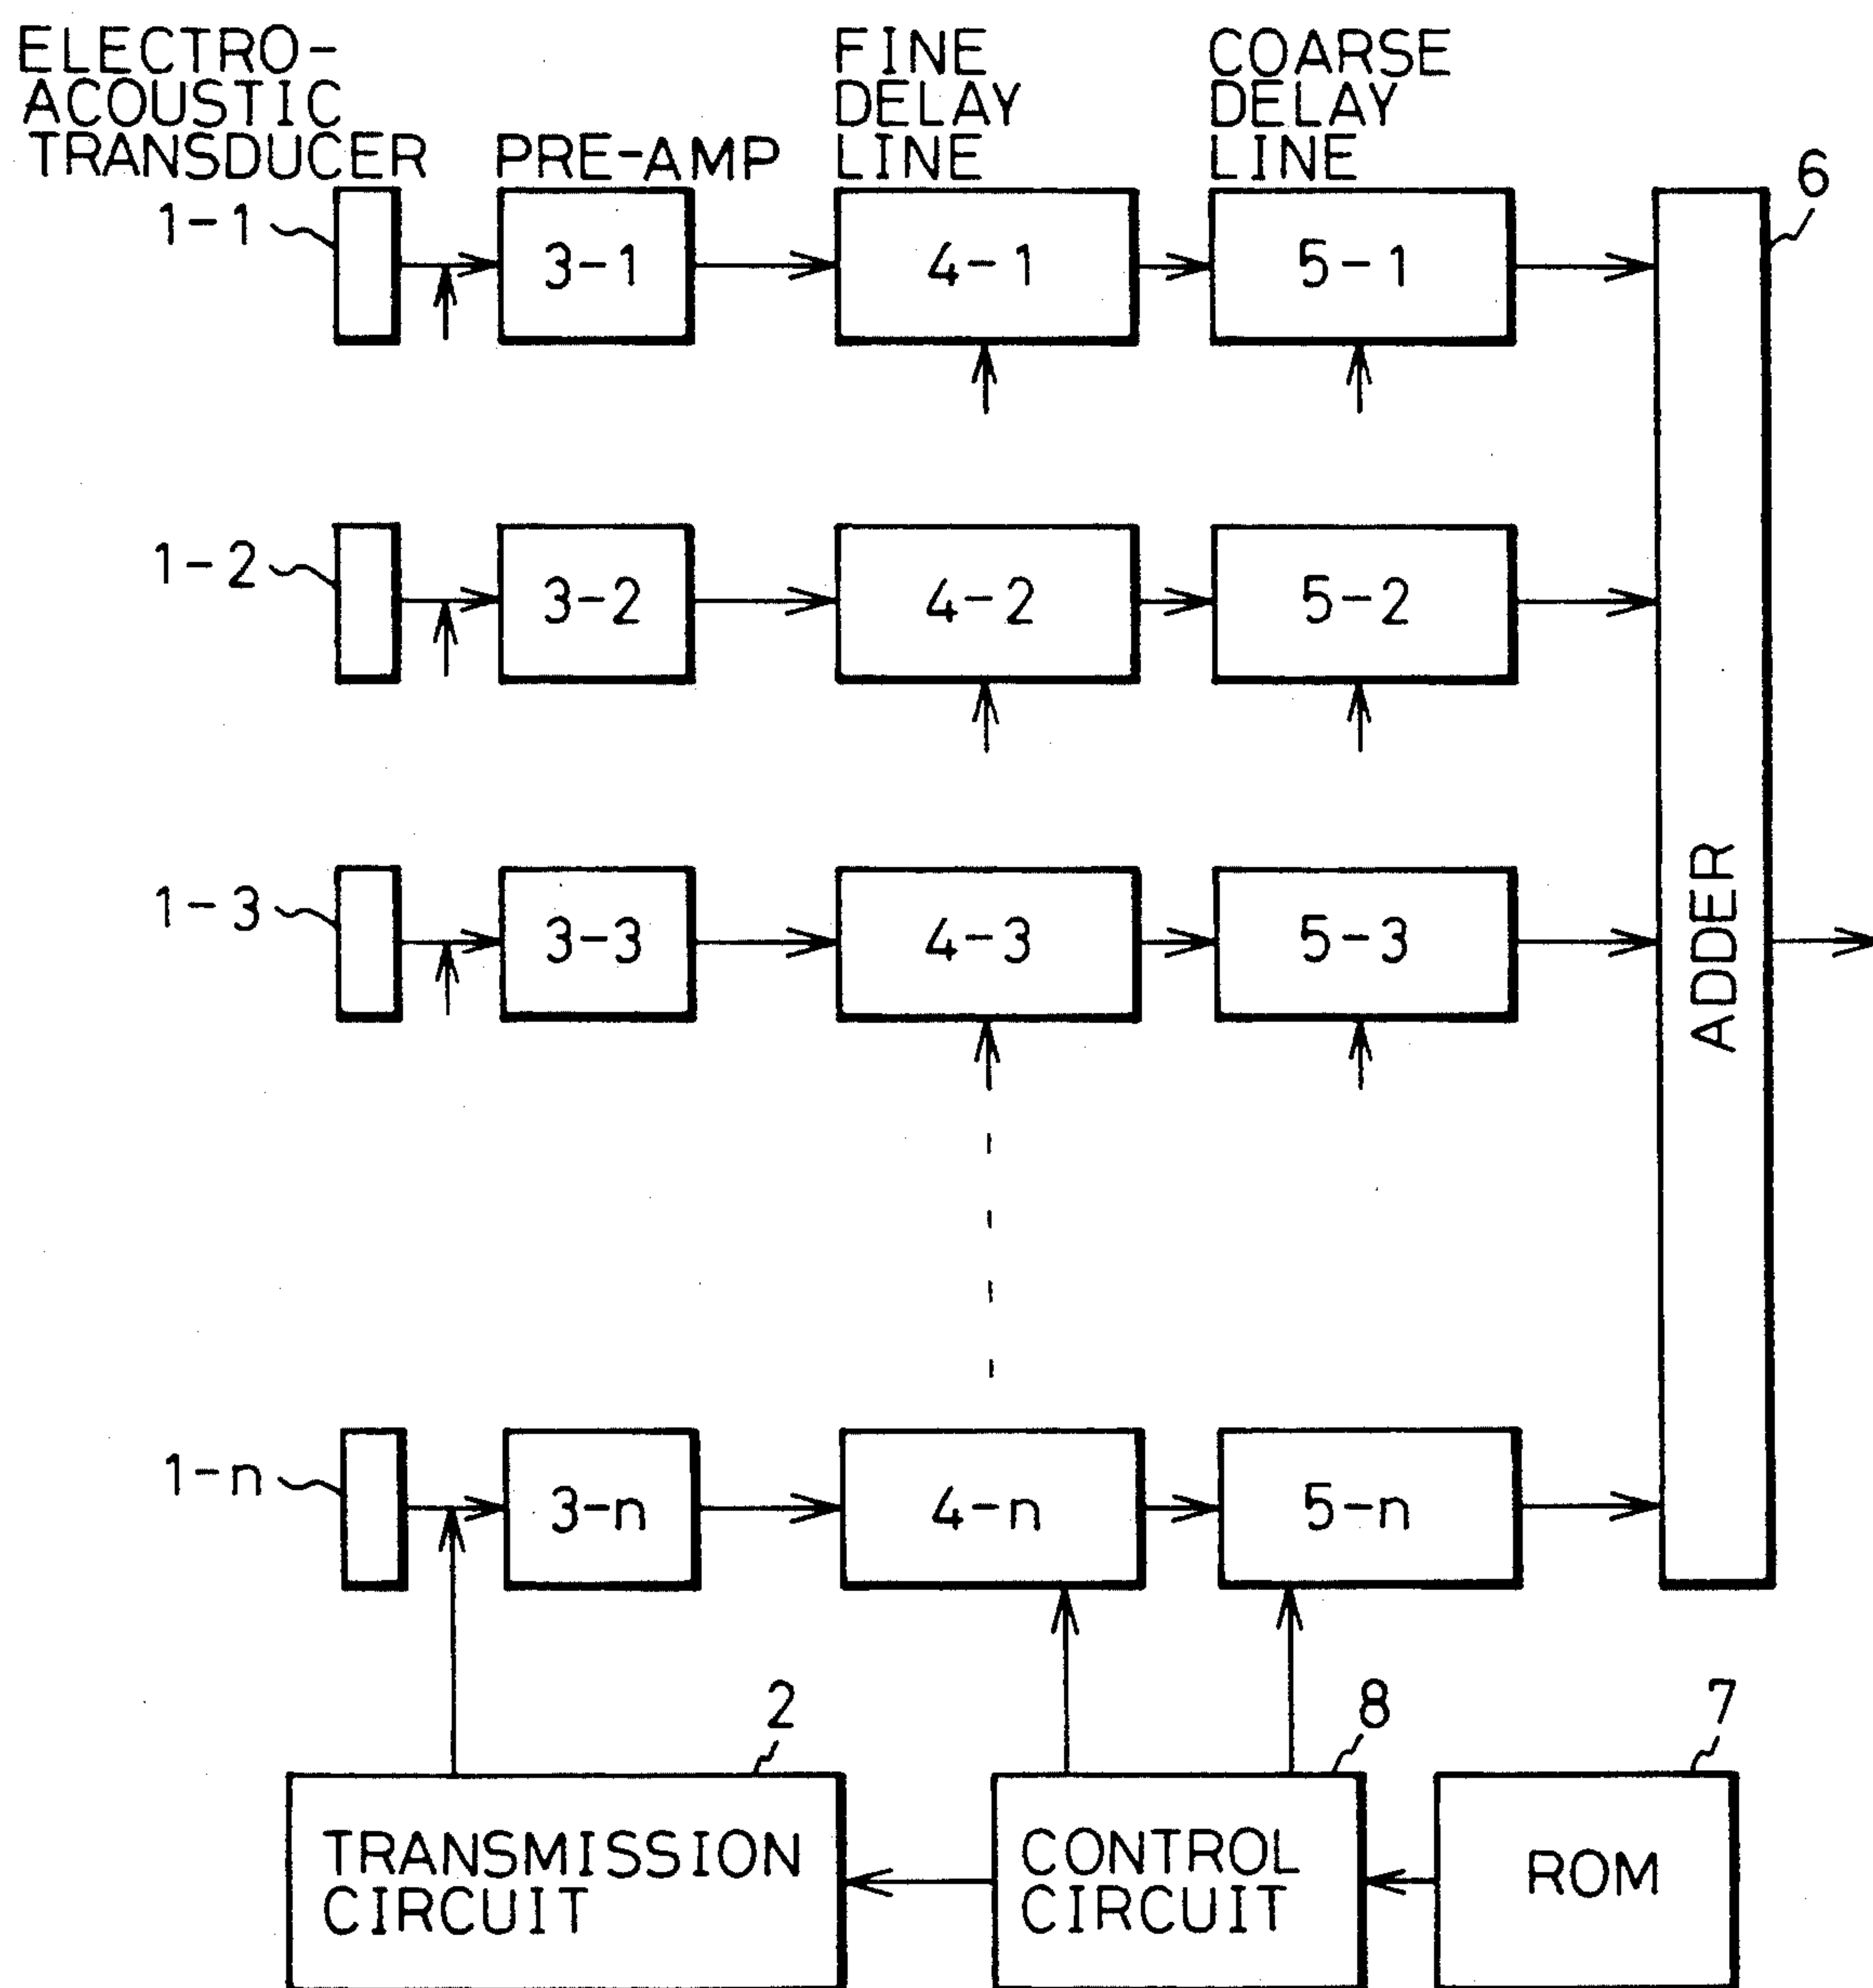 ELECTRO-
ACOUSTIC
TRANSDUCER
PRE-AMP
FINE
DELAY
LINE
COARSE
DELAY
LINE
6
1-1
3-1
4-1
5-1
1-2
3-2
4-2
5-2
1-3
3-3
4-3
5-3
ADDER
1-n
3-n
4-n
5-n
2
8
7
TRANSMISSION
CIRCUIT
CONTROL
CIRCUIT
ROM